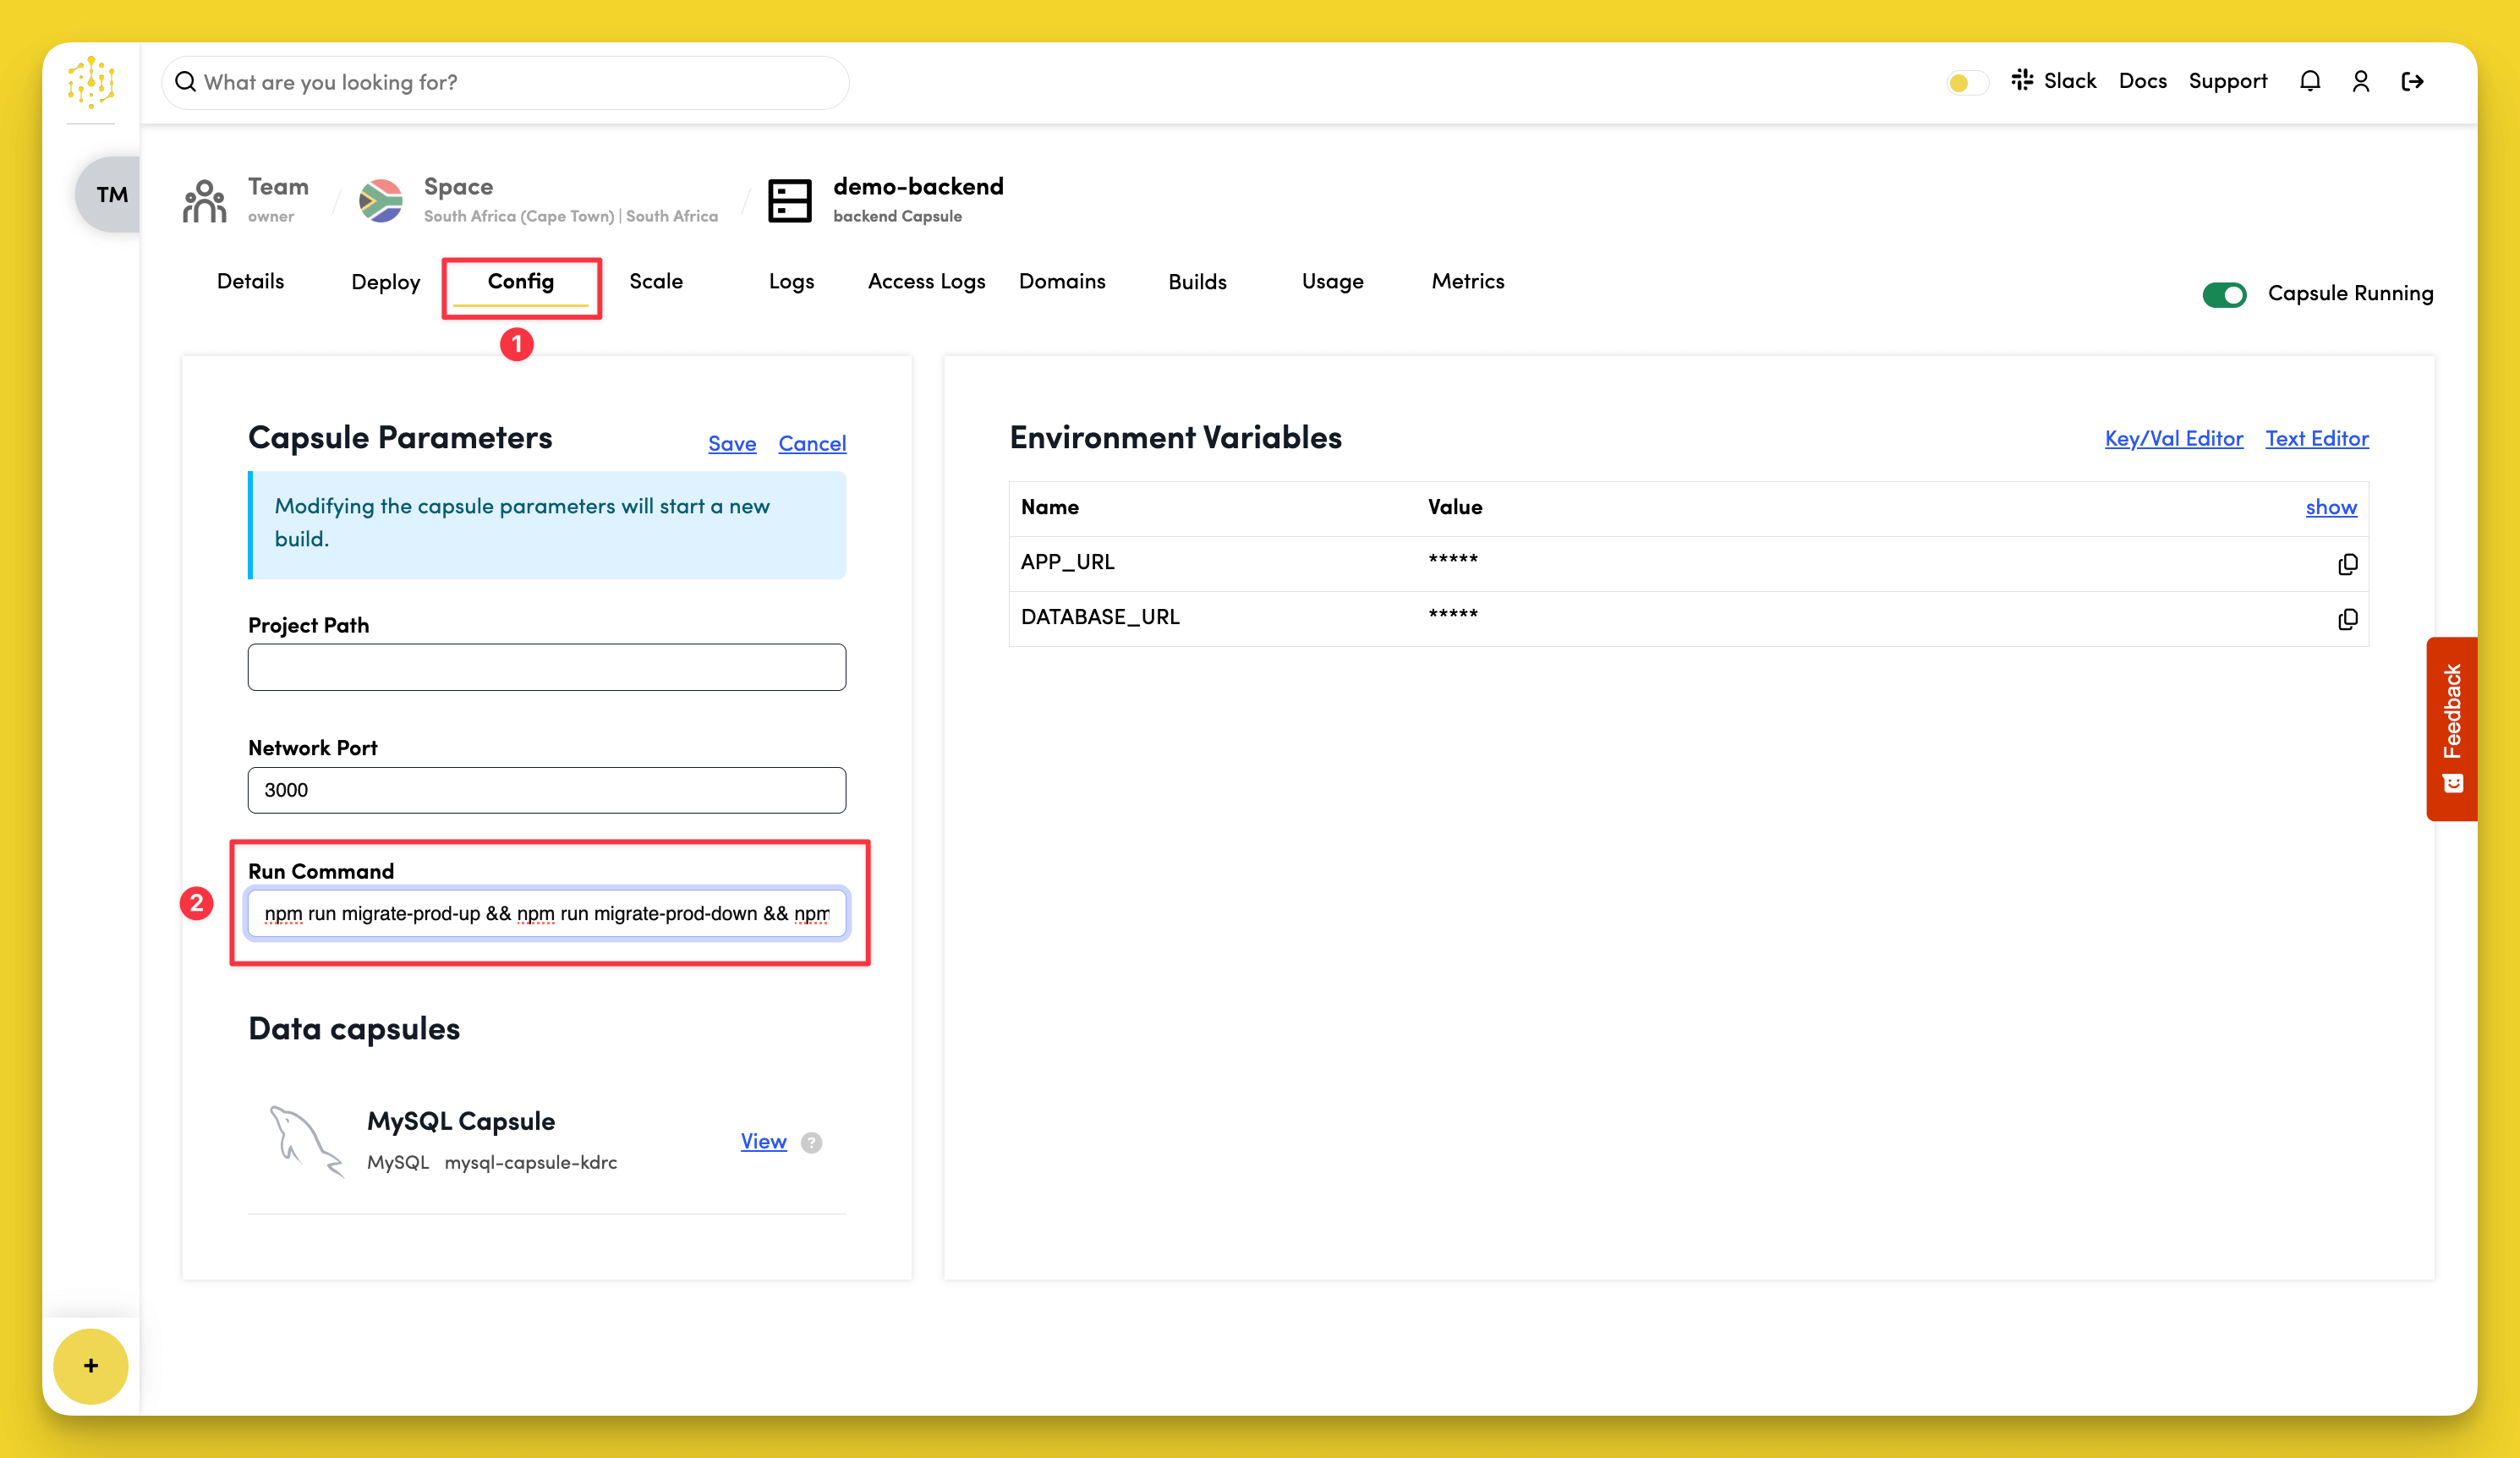 What are you looking for?
Slack
Docs
Support
TM
Team
owner
Space
South Africa (Cape Town) | South Africa
demo-backend
backend Capsule
Details
Deploy
Config
Scale
Logs
Access Logs
Domains
Builds
Usage
Metrics
Capsule Running
1
Capsule Parameters
Save
Cancel
Modifying the capsule parameters will start a new
build.
Project Path
Network Port
3000
2
Run Command
npm run migrate-prod-up && npm run migrate-prod-down && npm
Data capsules
MySQL Capsule
MySQL mysql-capsule-kdrc
View
?
Environment Variables
Key/Val Editor
Text Editor
Name
Value
show
APP_URL
*****
DATABASE_URL
*****
Feedback
+